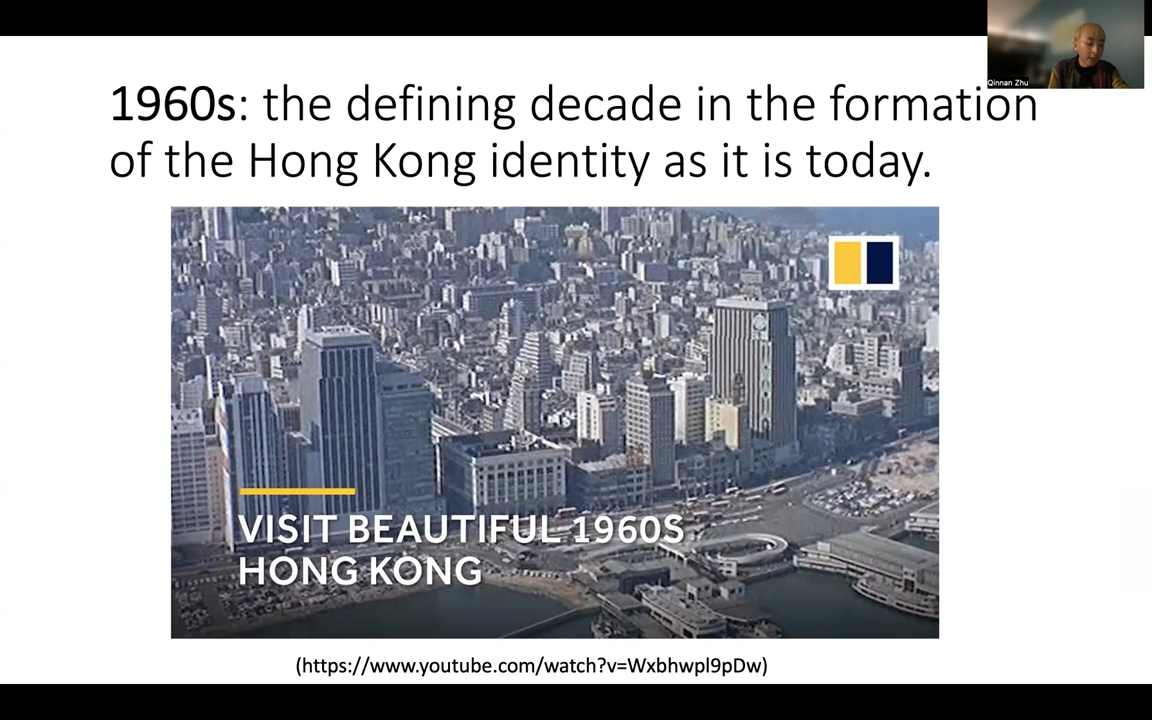 Qinnan Zhu
1960s: the defining decade in the formation
of the Hong Kong identity as it is today.
VISIT BEAUTIFUL 1960S
HONG KONG
(https://www.youtube.com/watch?v=Wxbhwpl9pDw)